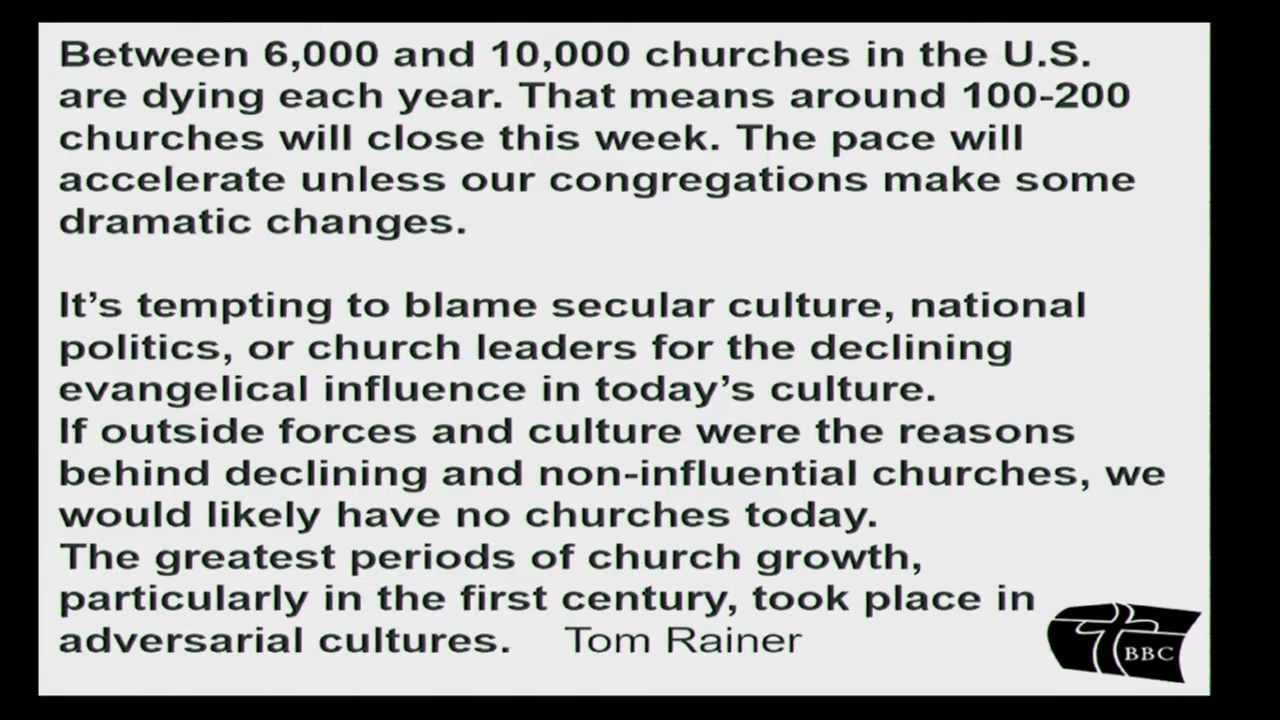 Between 6,000 and 10,000 churches in the U.S.
are dying each year. That means around 100-200
churches will close this week. The pace will
accelerate unless our congregations make some
dramatic changes.
It’s tempting to blame secular culture, national
politics, or church leaders for the declining
evangelical influence in today’s culture.
If outside forces and culture were the reasons
behind declining and non-influential churches, we
would likely have no churches today.
The greatest periods of church growth,
particularly in the first century, took place in
adversarial cultures. Tom Rainer
BBC